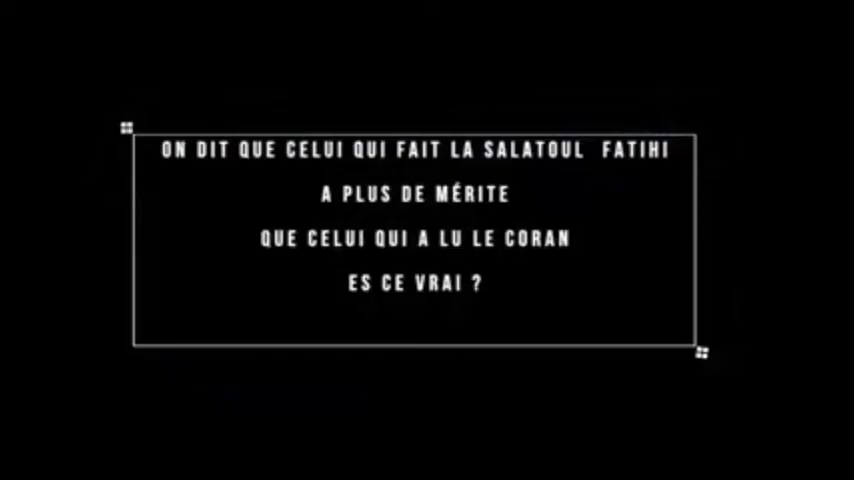 ON DIT QUE CELUI QUI FAIT LA SALATOUL FATIHI
A PLUS DE MÉRITE
QUE CELUI QUI A LU LE CORAN
ES CE VRAI ?